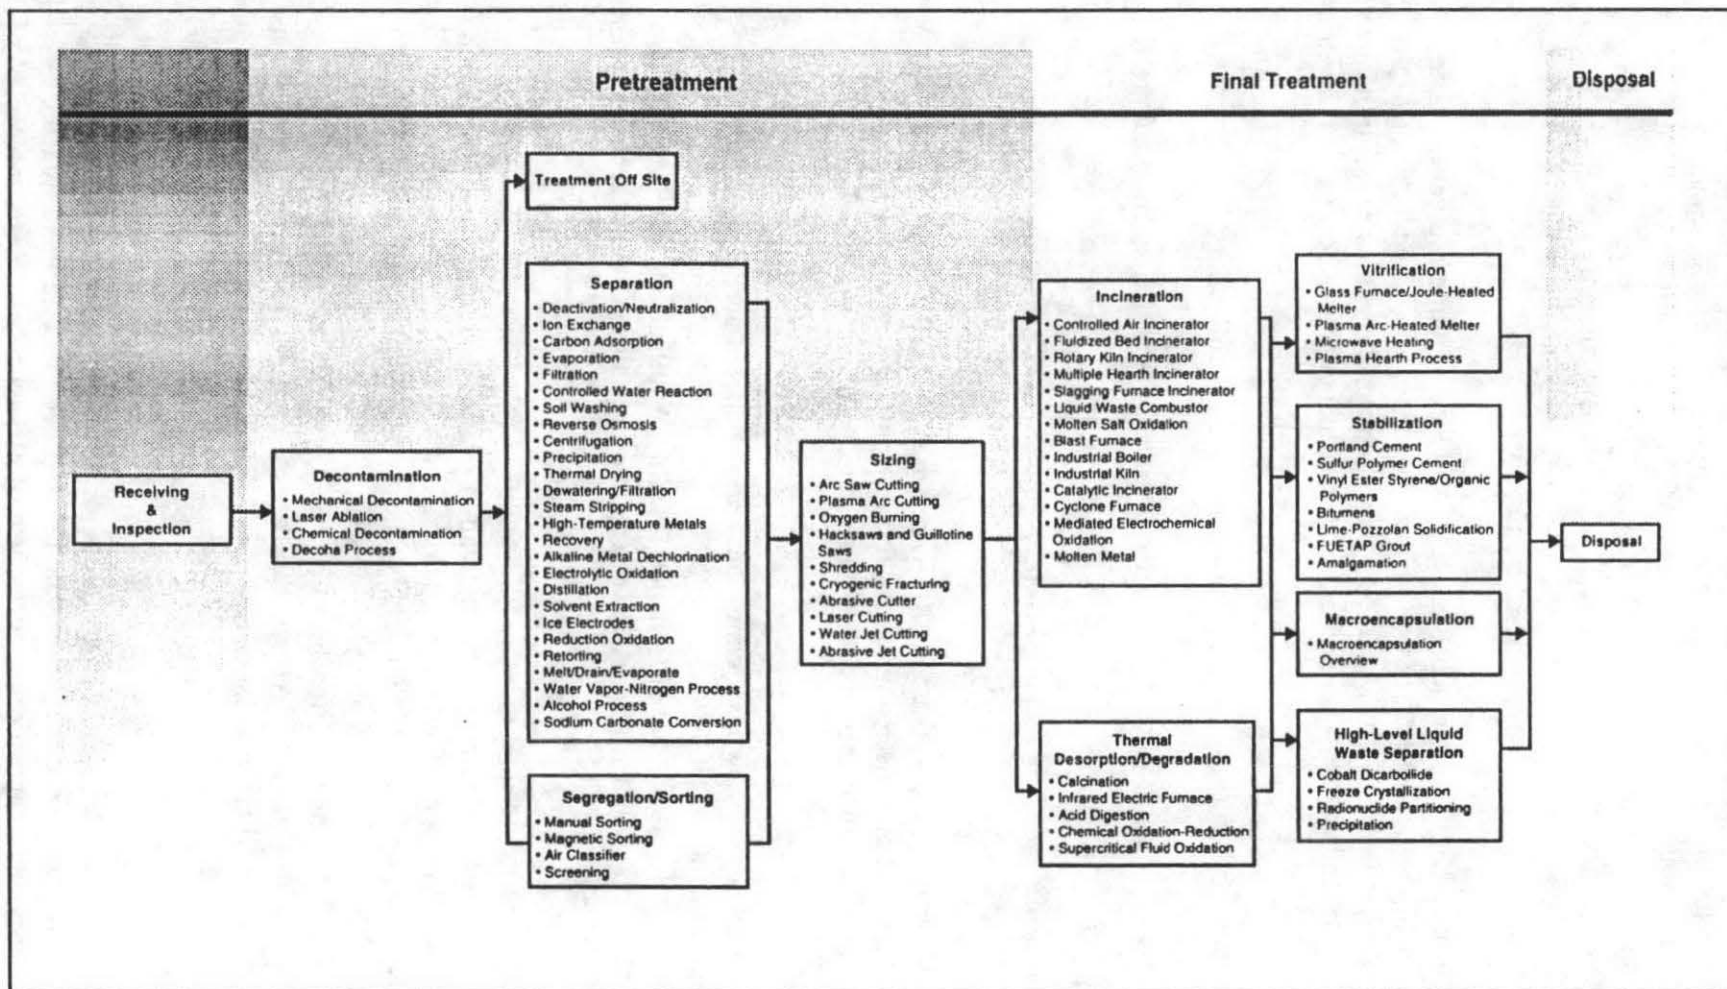 Pretreatment
Final Treatment
Disposal
Treatment Off Site
Receiving
&
Inspection
Decontamination
• Mechanical Decontamination
• Laser Ablation
• Chemical Decontamination
• Decoha Process
Separation
• Deactivation/Neutralization
• Ion Exchange
• Carbon Adsorption
• Evaporation
• Filtration
• Controlled Water Reaction
• Soil Washing
• Reverse Osmosis
• Centrifugation
• Precipitation
• Thermal Drying
• Dewatering/Filtration
• Steam Stripping
• High-Temperature Metals
• Recovery
• Alkaline Metal Dechlorination
• Electrolytic Oxidation
• Distillation
• Solvent Extraction
• Ice Electrodes
• Reduction Oxidation
• Retorting
• Melt/Drain/Evaporate
• Water Vapor-Nitrogen Process
• Alcohol Process
• Sodium Carbonate Conversion
Segregation/Sorting
• Manual Sorting
• Magnetic Sorting
• Air Classifier
• Screening
Sizing
• Arc Saw Cutting
• Plasma Arc Cutting
• Oxygen Burning
• Hacksaws and Guillotine
Saws
• Shredding
• Cryogenic Fracturing
• Abrasive Cutter
• Laser Cutting
• Water Jet Cutting
• Abrasive Jet Cutting
Incineration
• Controlled Air Incinerator
• Fluidized Bed Incinerator
• Rotary Kiln Incinerator
• Multiple Hearth Incinerator
• Slagging Furnace Incinerator
• Liquid Waste Combustor
• Molten Salt Oxidation
• Blast Furnace
• Industrial Boiler
• Industrial Kiln
• Catalytic Incinerator
• Cyclone Furnace
• Mediated Electrochemical
Oxidation
• Molten Metal
Thermal
Desorption/Degradation
• Calcination
• Infrared Electric Furnace
• Acid Digestion
• Chemical Oxidation-Reduction
• Supercritical Fluid Oxidation
Vitrification
• Glass Furnace/Joule-Heated
Melter
• Plasma Arc-Heated Melter
• Microwave Heating
• Plasma Hearth Process
Stabilization
• Portland Cement
• Sulfur Polymer Cement
• Vinyl Ester Styrene/Organic
Polymers
• Bitumens
• Lime-Pozzolan Solidification
• FUETAP Grout
• Amalgamation
Macroencapsulation
• Macroencapsulation
Overview
High-Level Liquid
Waste Separation
• Cobalt Dicarbollide
• Freeze Crystallization
• Radionuclide Partitioning
• Precipitation
Disposal